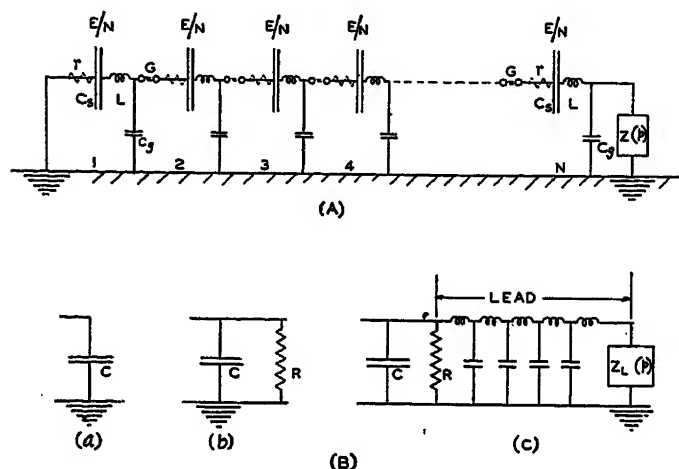 E/N E/N E/N E/N E/N
r G G r
Cs L Cs L
Cg Cg Z(p)
1 2 3 4 N
(A)
LEAD
C C R C R ZL(p)
(a) (b) (c)
(B)